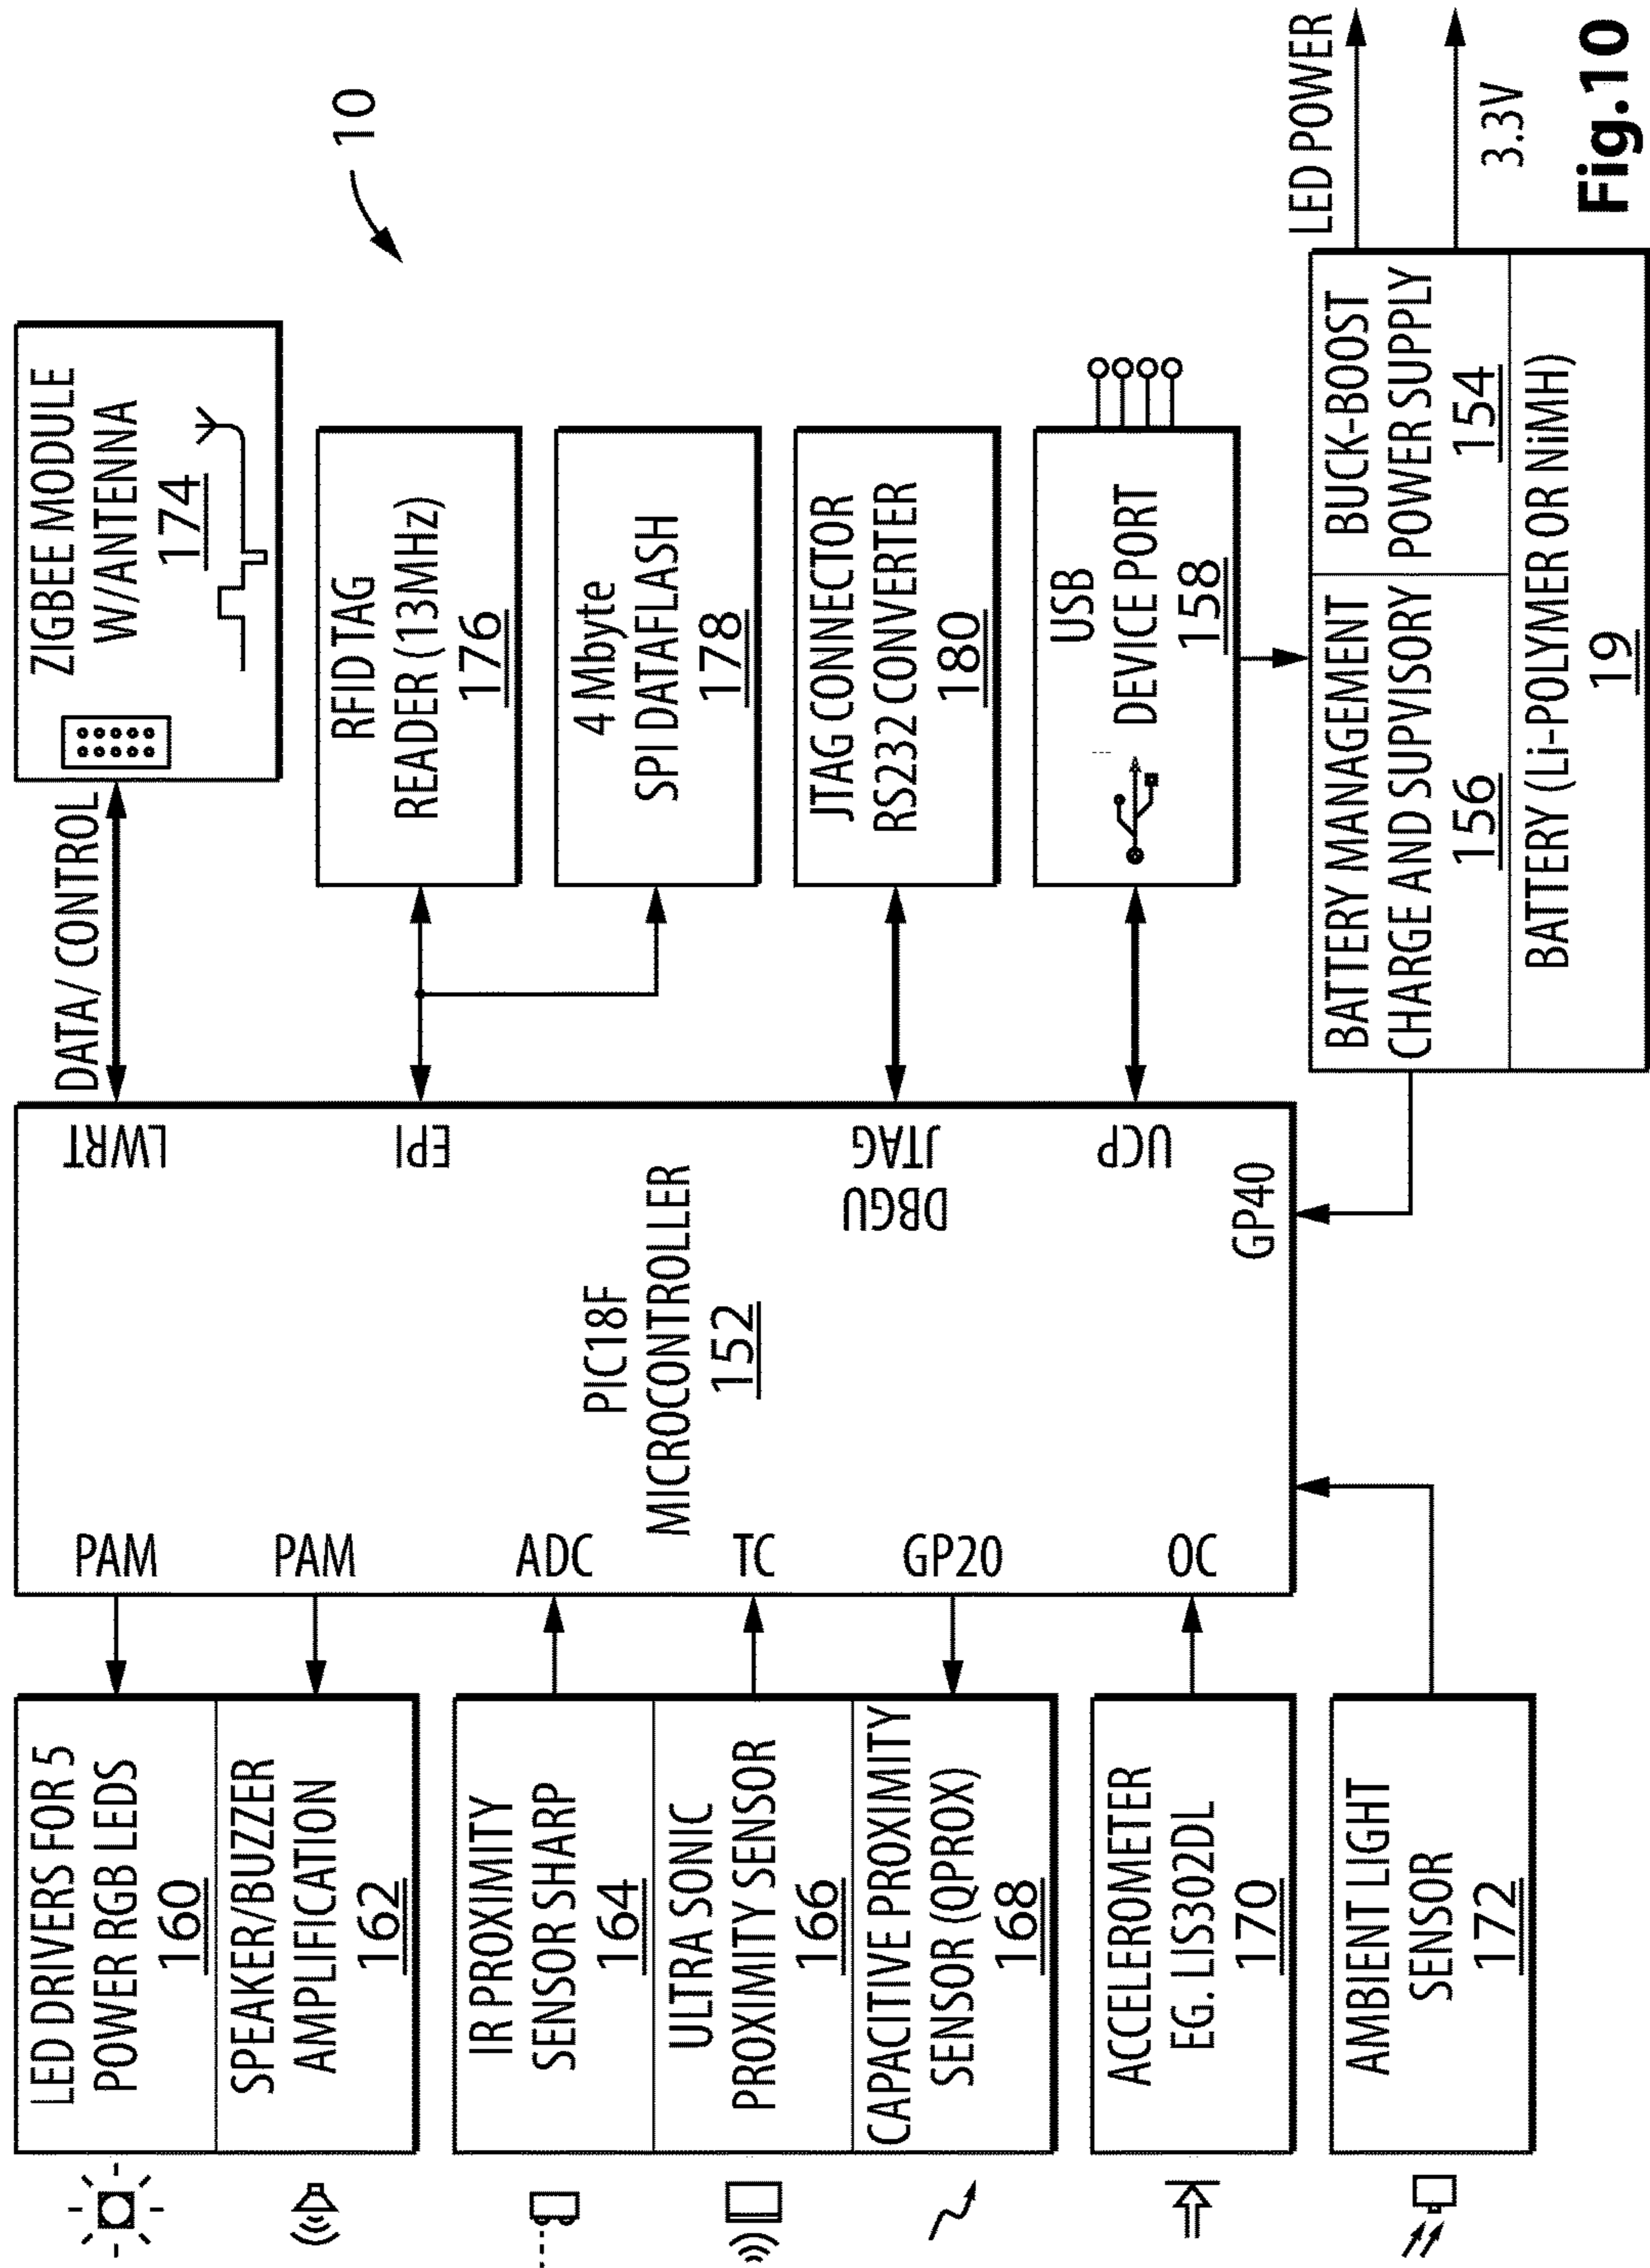 LED DRIVERS FOR 5
POWER RGB LEDS
160
SPEAKER/BUZZER
AMPLIFICATION
162
IR PROXIMITY
SENSOR SHARP
164
ULTRA SONIC
PROXIMITY SENSOR
166
CAPACITIVE PROXIMITY
SENSOR (QPROX)
168
ACCELEROMETER
EG. LIS302DL
170
AMBIENT LIGHT
SENSOR
172
PAM
PAM
ADC
TC
GP20
OC
PIC18F
MICROCONTROLLER
152
LWRT
EPI
JTAG
DBGU
UCP
GP40
DATA/ CONTROL
ZIGBEE MODULE
W/ANTENNA
174
RFID TAG
READER (13MHz)
176
4 Mbyte
SPI DATAFLASH
178
JTAG CONNECTOR
RS232 CONVERTER
180
USB
DEVICE PORT
158
BATTERY MANAGEMENT
CHARGE AND SUPVISORY
156
BUCK-BOOST
POWER SUPPLY
154
BATTERY (Li-POLYMER OR NiMH)
19
LED POWER
3.3V
10
Fig.10